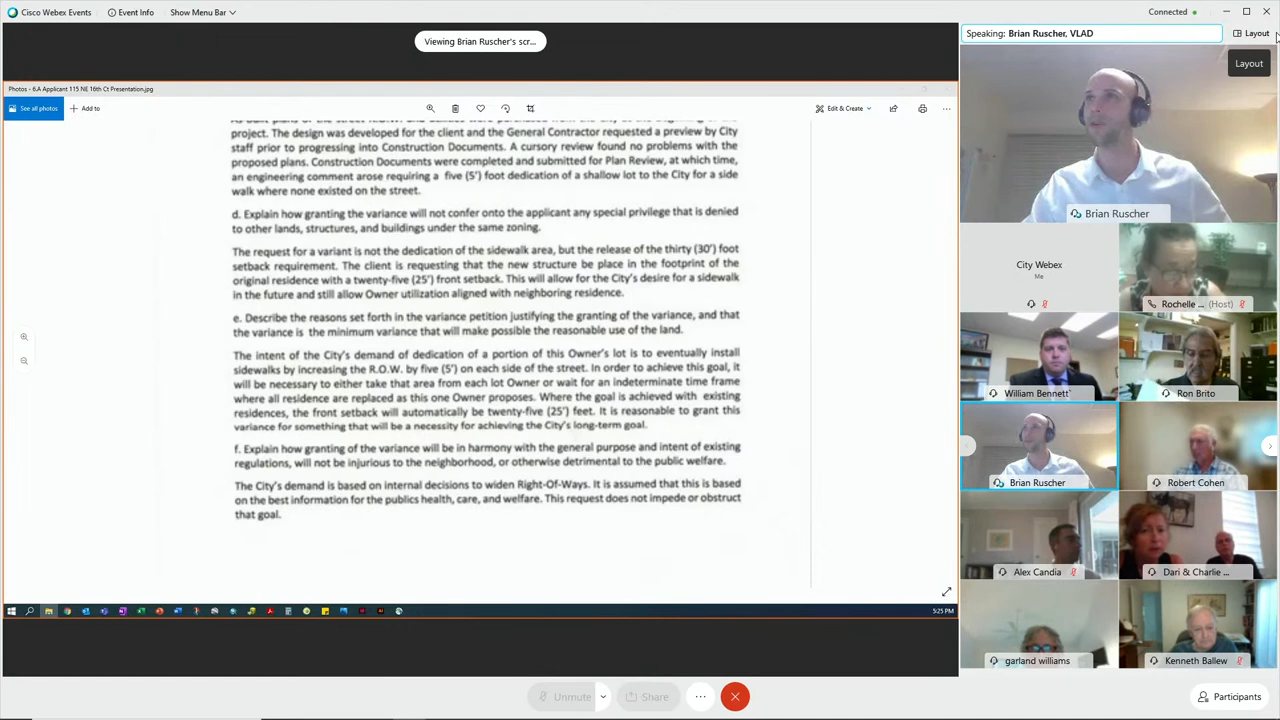 Cisco Webex Events
Event Info
Show Menu Bar
Connected
Viewing Brian Ruscher's scr...
Speaking: Brian Ruscher, VLAD
Layout
Layout
Photos - 6.A Applicant 115 NE 16th Ct Presentation.jpg
See all photos
Add to
Edit & Create
project. The design was developed for the client and the General Contractor requested a preview by City
staff prior to progressing into Construction Documents. A cursory review found no problems with the
proposed plans. Construction Documents were completed and submitted for Plan Review, at which time,
an engineering comment arose requiring a five (5') foot dedication of a shallow lot to the City for a side
walk where none existed on the street.
d. Explain how granting the variance will not confer onto the applicant any special privilege that is denied
to other lands, structures, and buildings under the same zoning.
The request for a variant is not the dedication of the sidewalk area, but the release of the thirty (30') foot
setback requirement. The client is requesting that the new structure be place in the footprint of the
original residence with a twenty-five (25') front setback. This will allow for the City's desire for a sidewalk
in the future and still allow Owner utilization aligned with neighboring residence.
e. Describe the reasons set forth in the variance petition justifying the granting of the variance, and that
the variance is the minimum variance that will make possible the reasonable use of the land.
The intent of the City's demand of dedication of a portion of this Owner's lot is to eventually install
sidewalks by increasing the R.O.W. by five (5') on each side of the street. In order to achieve this goal, it
will be necessary to either take that area from each lot Owner or wait for an indeterminate time frame
where all residence are replaced as this one Owner proposes. Where the goal is achieved with existing
residences, the front setback will automatically be twenty-five (25') feet. It is reasonable to grant this
variance for something that will be a necessity for achieving the City's long-term goal.
f. Explain how granting of the variance will be in harmony with the general purpose and intent of existing
regulations, will not be injurious to the neighborhood, or otherwise detrimental to the public welfare.
The City's demand is based on internal decisions to widen Right-Of-Ways. It is assumed that this is based
on the best information for the publics health, care, and welfare. This request does not impede or obstruct
that goal.
5:25 PM
Brian Ruscher
City Webex
Me
Rochelle ... (Host)
William Bennett
Ron Brito
Brian Ruscher
Robert Cohen
Alex Candia
Dari & Charlie ...
garland williams
Kenneth Ballew
Unmute
Share
Participants